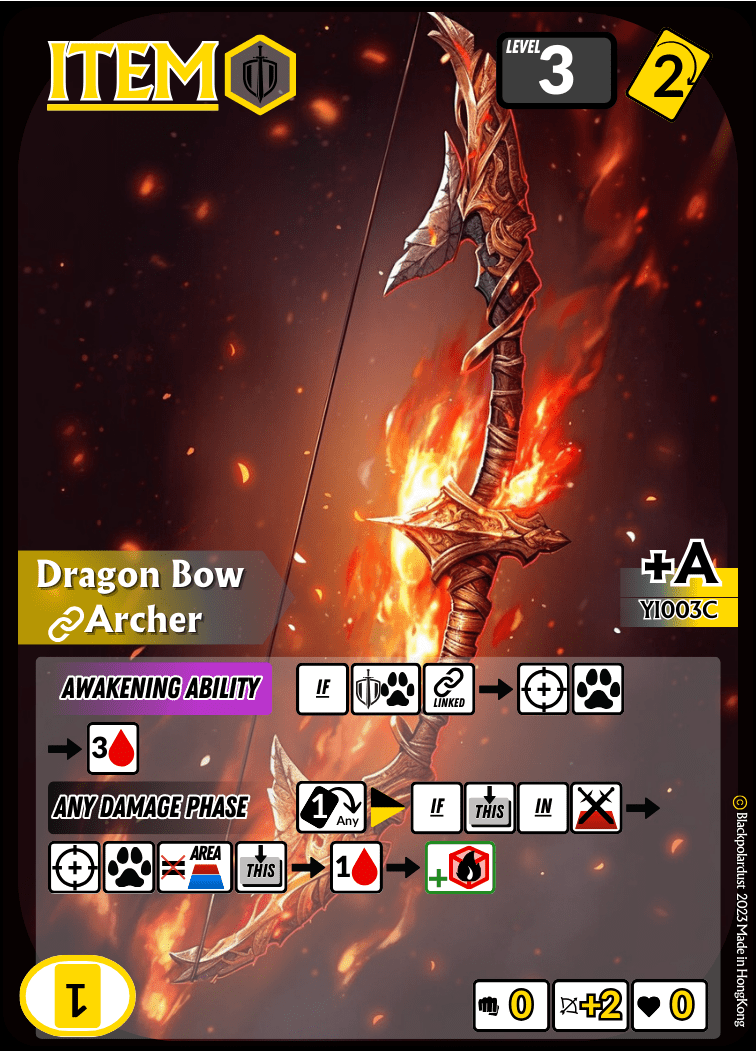 ITEM
LEVEL 3
2
Dragon Bow
Archer
+A
YI003C
AWAKENING ABILITY IF LINKED
3
ANY DAMAGE PHASE 1 Any IF THIS IN
AREA THIS 1 +
1
0 +2 0
© Blackpolardust 2023 Made in HongKong